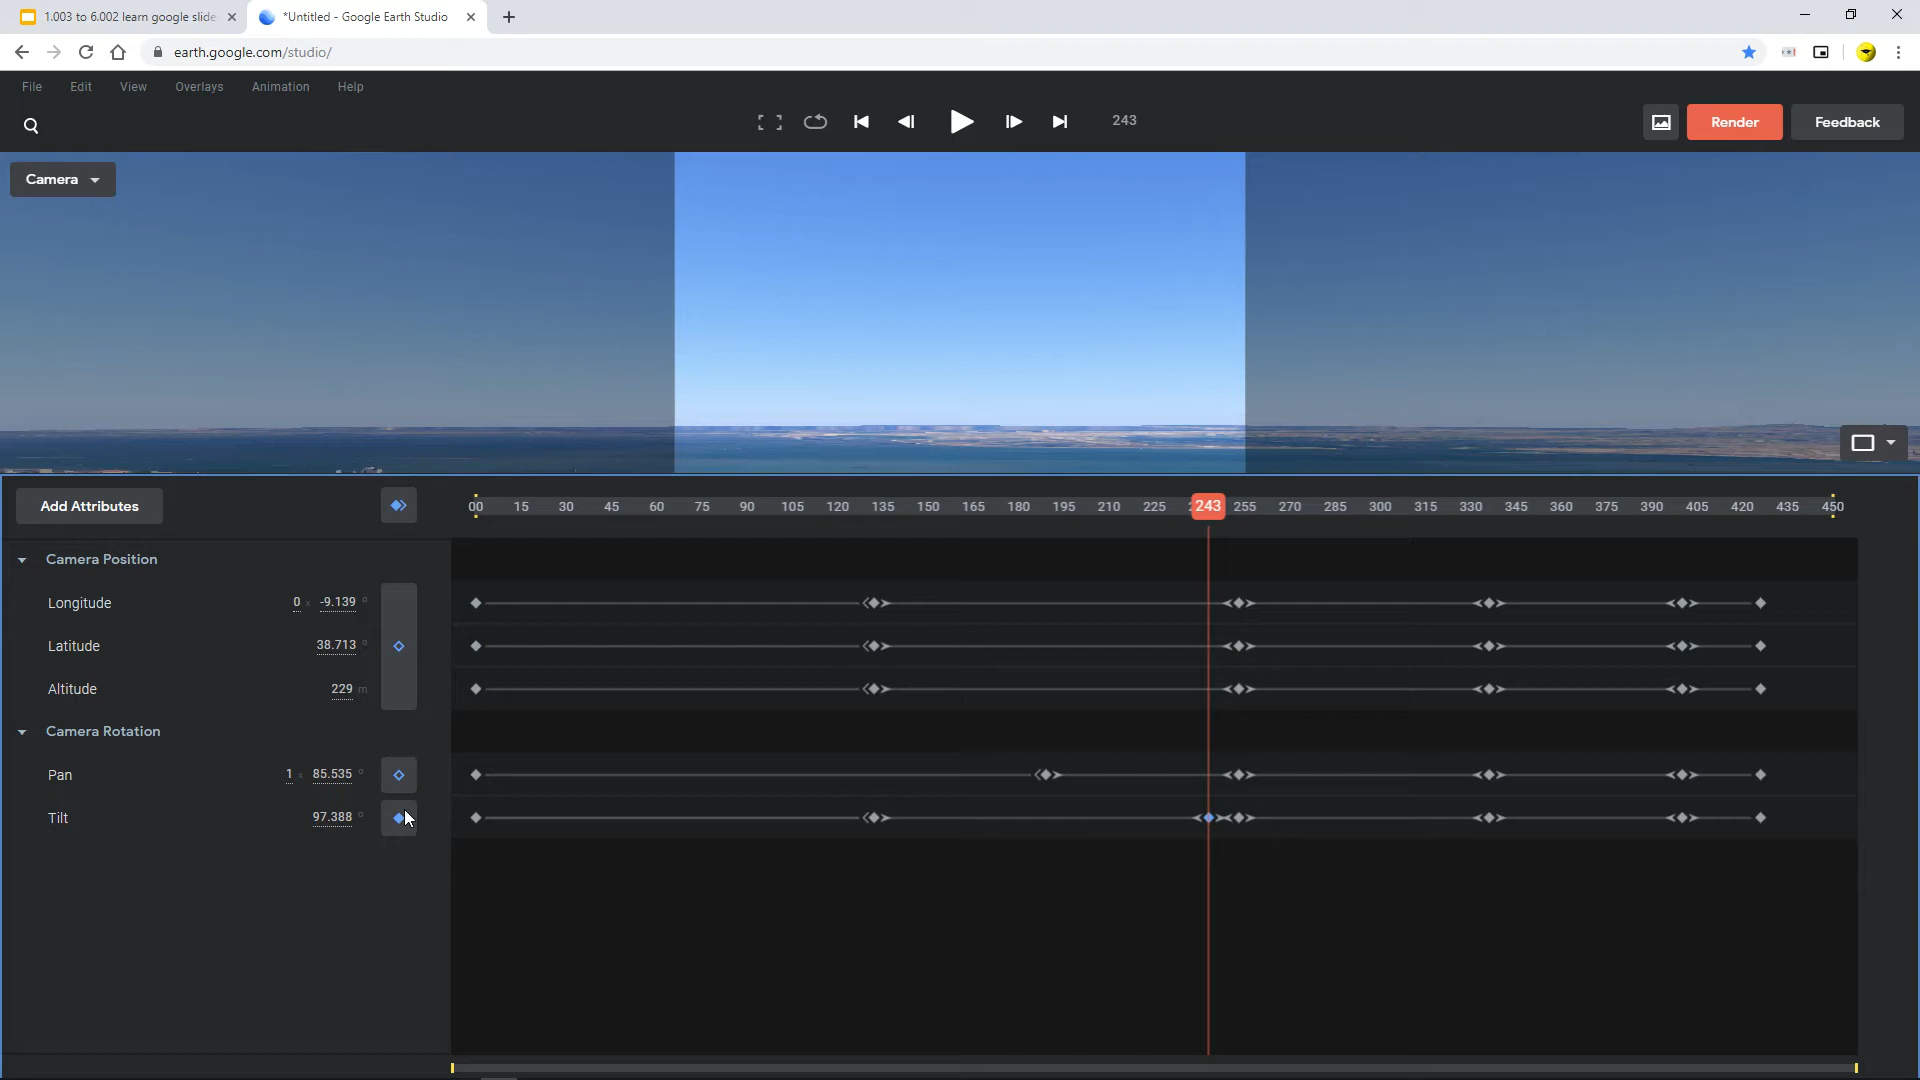 1.003 to 6.002 learn google slide
*Untitled - Google Earth Studio
earth.google.com/studio/
File Edit View Overlays Animation Help
243
Render
Feedback
Camera
Add Attributes
00 15 30 45 60 75 90 105 120 135 150 165 180 195 210 225 243 255 270 285 300 315 330 345 360 375 390 405 420 435 450
Camera Position
Longitude 0 x -9.139 °
Latitude 38.713 °
Altitude 229 m
Camera Rotation
Pan 1 x 85.535 °
Tilt 97.388 °